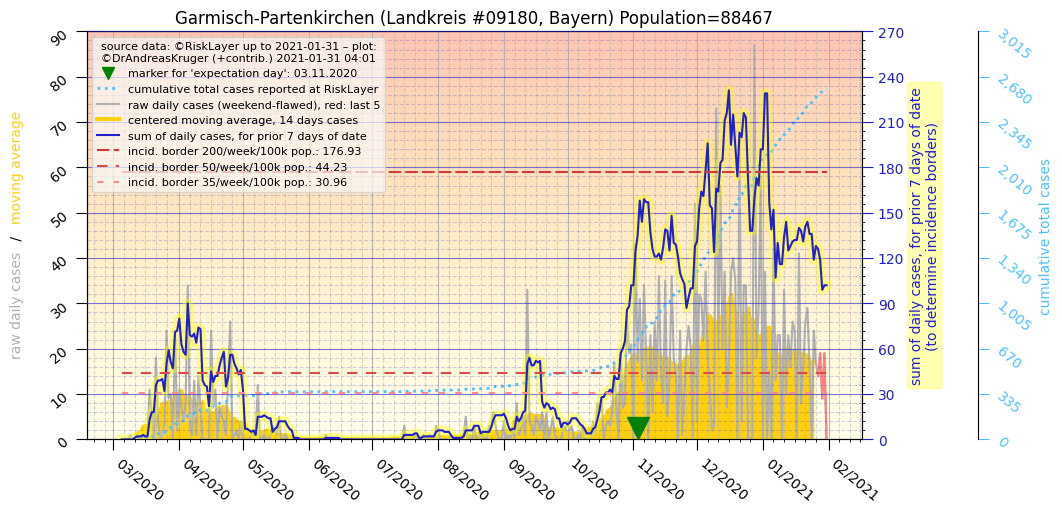 Garmisch-Partenkirchen (Landkreis #09180, Bayern) Population=88467
source data: ©RiskLayer up to 2021-01-31 – plot:
©DrAndreasKruger (+contrib.) 2021-01-31 04:01
marker for 'expectation day': 03.11.2020
cumulative total cases reported at RiskLayer
raw daily cases (weekend-flawed), red: last 5
centered moving average, 14 days cases
sum of daily cases, for prior 7 days of date
incid. border 200/week/100k pop.: 176.93
incid. border 50/week/100k pop.: 44.23
incid. border 35/week/100k pop.: 30.96
raw daily cases / moving average
90
80
70
60
50
40
30
20
10
0
03/2020
04/2020
05/2020
06/2020
07/2020
08/2020
09/2020
10/2020
11/2020
12/2020
01/2021
02/2021
270
240
210
180
150
120
90
60
30
0
sum of daily cases, for prior 7 days of date
(to determine incidence borders)
3,015
2,680
2,345
2,010
1,675
1,340
1,005
670
335
0
cumulative total cases